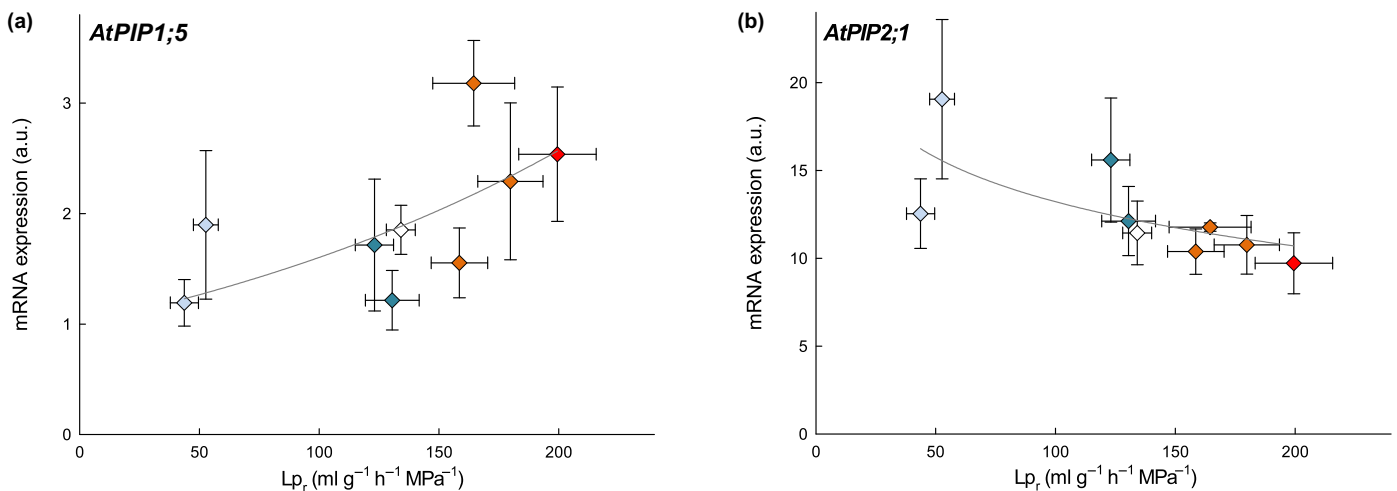 (a)
AtPIP1;5
3
2
1
0
mRNA expression (a.u.)
0 50 100 150 200
Lpᵣ (ml g⁻¹ h⁻¹ MPa⁻¹)
(b)
AtPIP2;1
20
15
10
5
0
mRNA expression (a.u.)
0 50 100 150 200
Lpᵣ (ml g⁻¹ h⁻¹ MPa⁻¹)